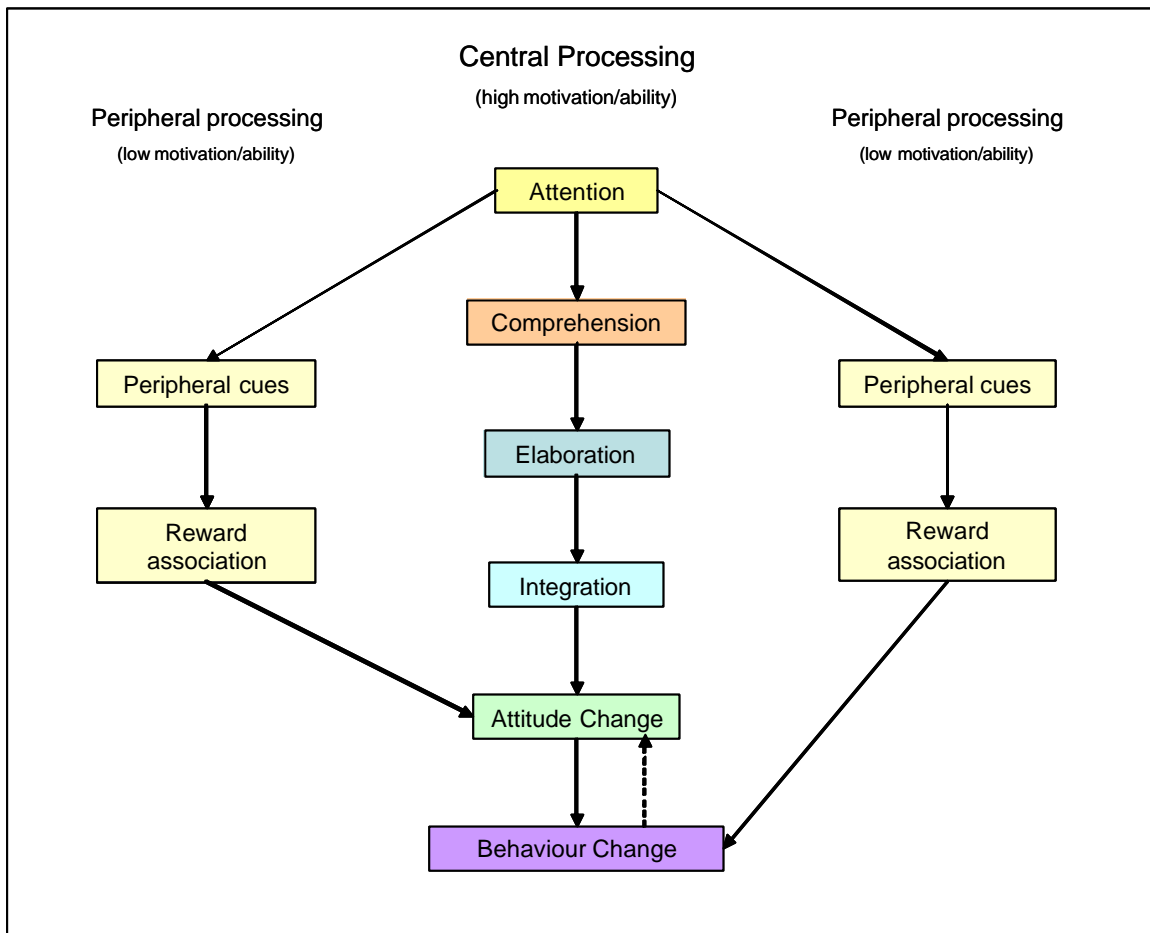 Central Processing
(high motivation/ability)
Peripheral processing
(low motivation/ability)
Peripheral processing
(low motivation/ability)
Attention
Comprehension
Peripheral cues
Peripheral cues
Elaboration
Reward
association
Reward
association
Integration
Attitude Change
Behaviour Change